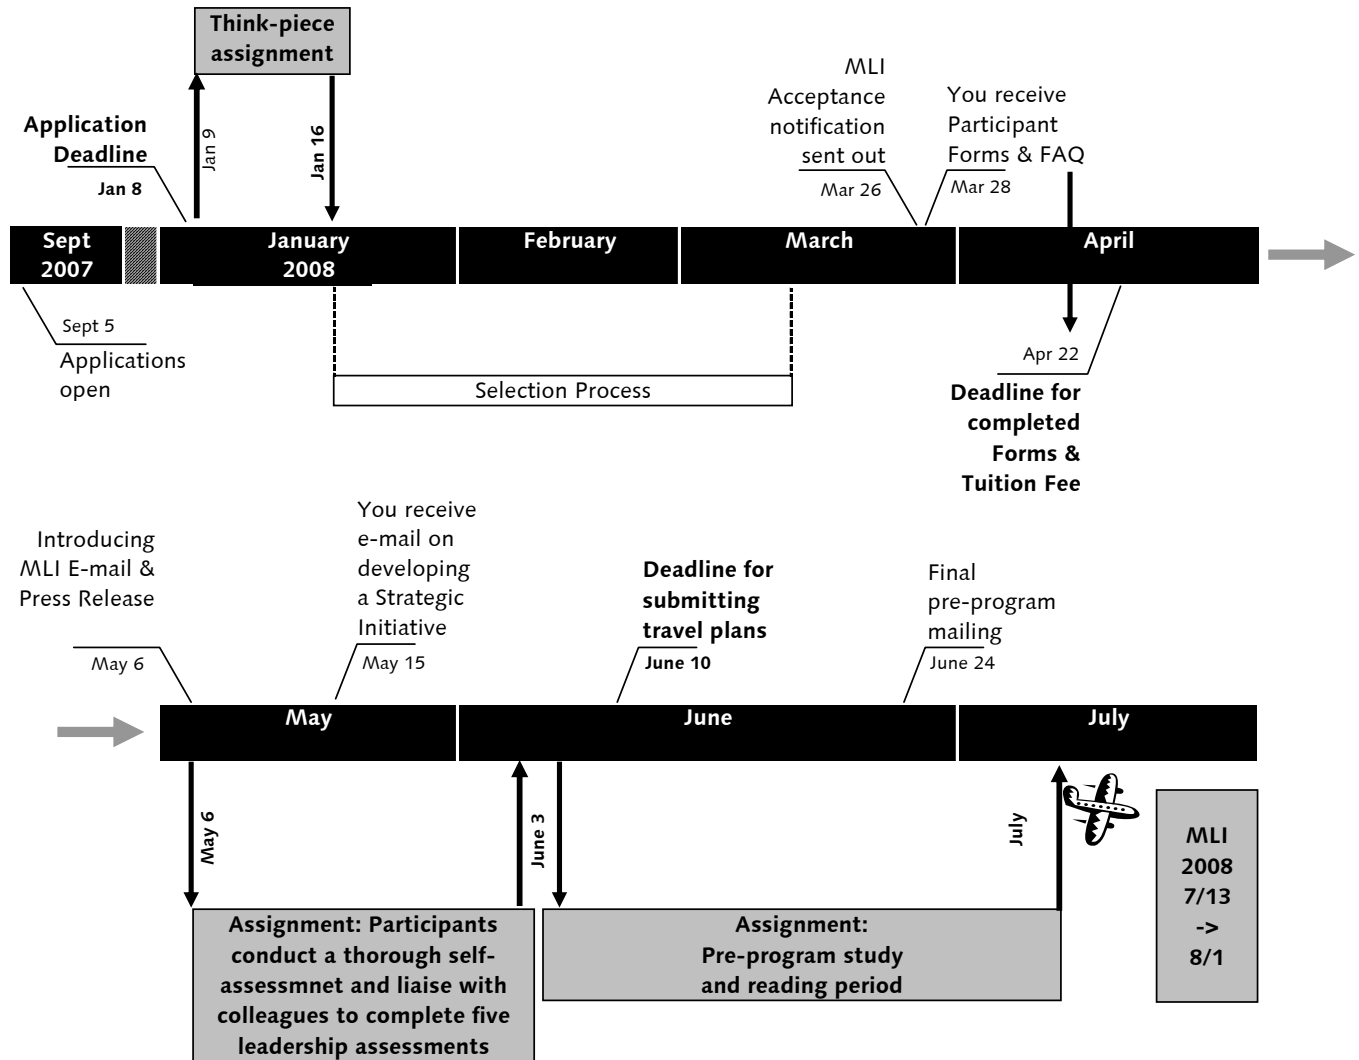 Think-piece
assignment
Application
Deadline
Jan 8
Jan 9
Jan 16
MLI
Acceptance
notification
sent out
Mar 26
You receive
Participant
Forms & FAQ
Mar 28
Sept
2007
January
2008
February
March
April
Sept 5
Applications
open
Selection Process
Apr 22
Deadline for
completed
Forms &
Tuition Fee
Introducing
MLI E-mail &
Press Release
May 6
You receive
e-mail on
developing
a Strategic
Initiative
May 15
Deadline for
submitting
travel plans
June 10
Final
pre-program
mailing
June 24
May
June
July
May 6
June 3
July
Assignment: Participants
conduct a thorough self-
assessmnet and liaise with
colleagues to complete five
leadership assessments
Assignment:
Pre-program study
and reading period
MLI
2008
7/13
->
8/1